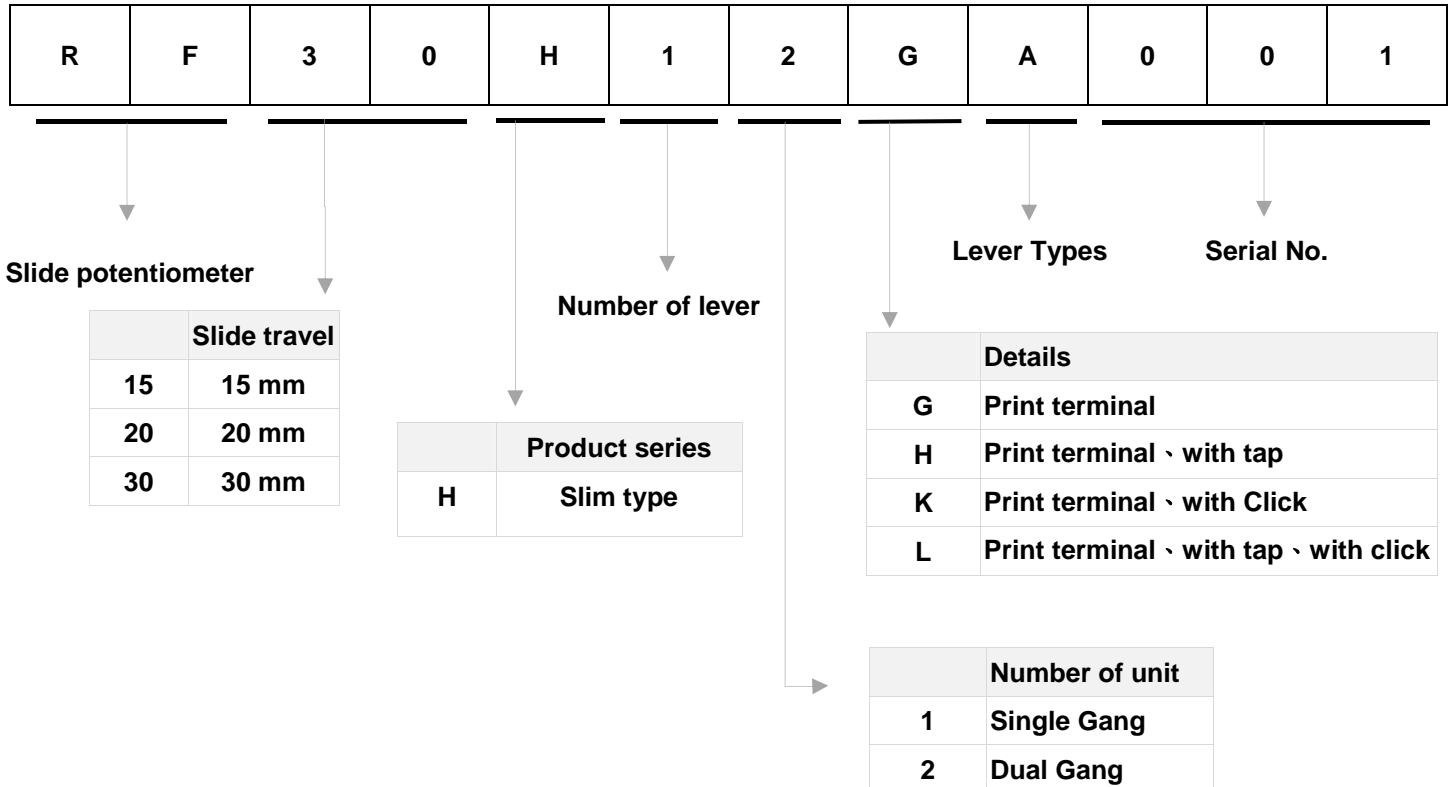 R F 3 0 H 1 2 G A 0 0 1
Slide potentiometer
Slide travel
15 15 mm
20 20 mm
30 30 mm
Product series
H Slim type
Number of lever
Lever Types
Serial No.
Details
G Print terminal
H Print terminal、with tap
K Print terminal、with Click
L Print terminal、with tap、with click
Number of unit
1 Single Gang
2 Dual Gang